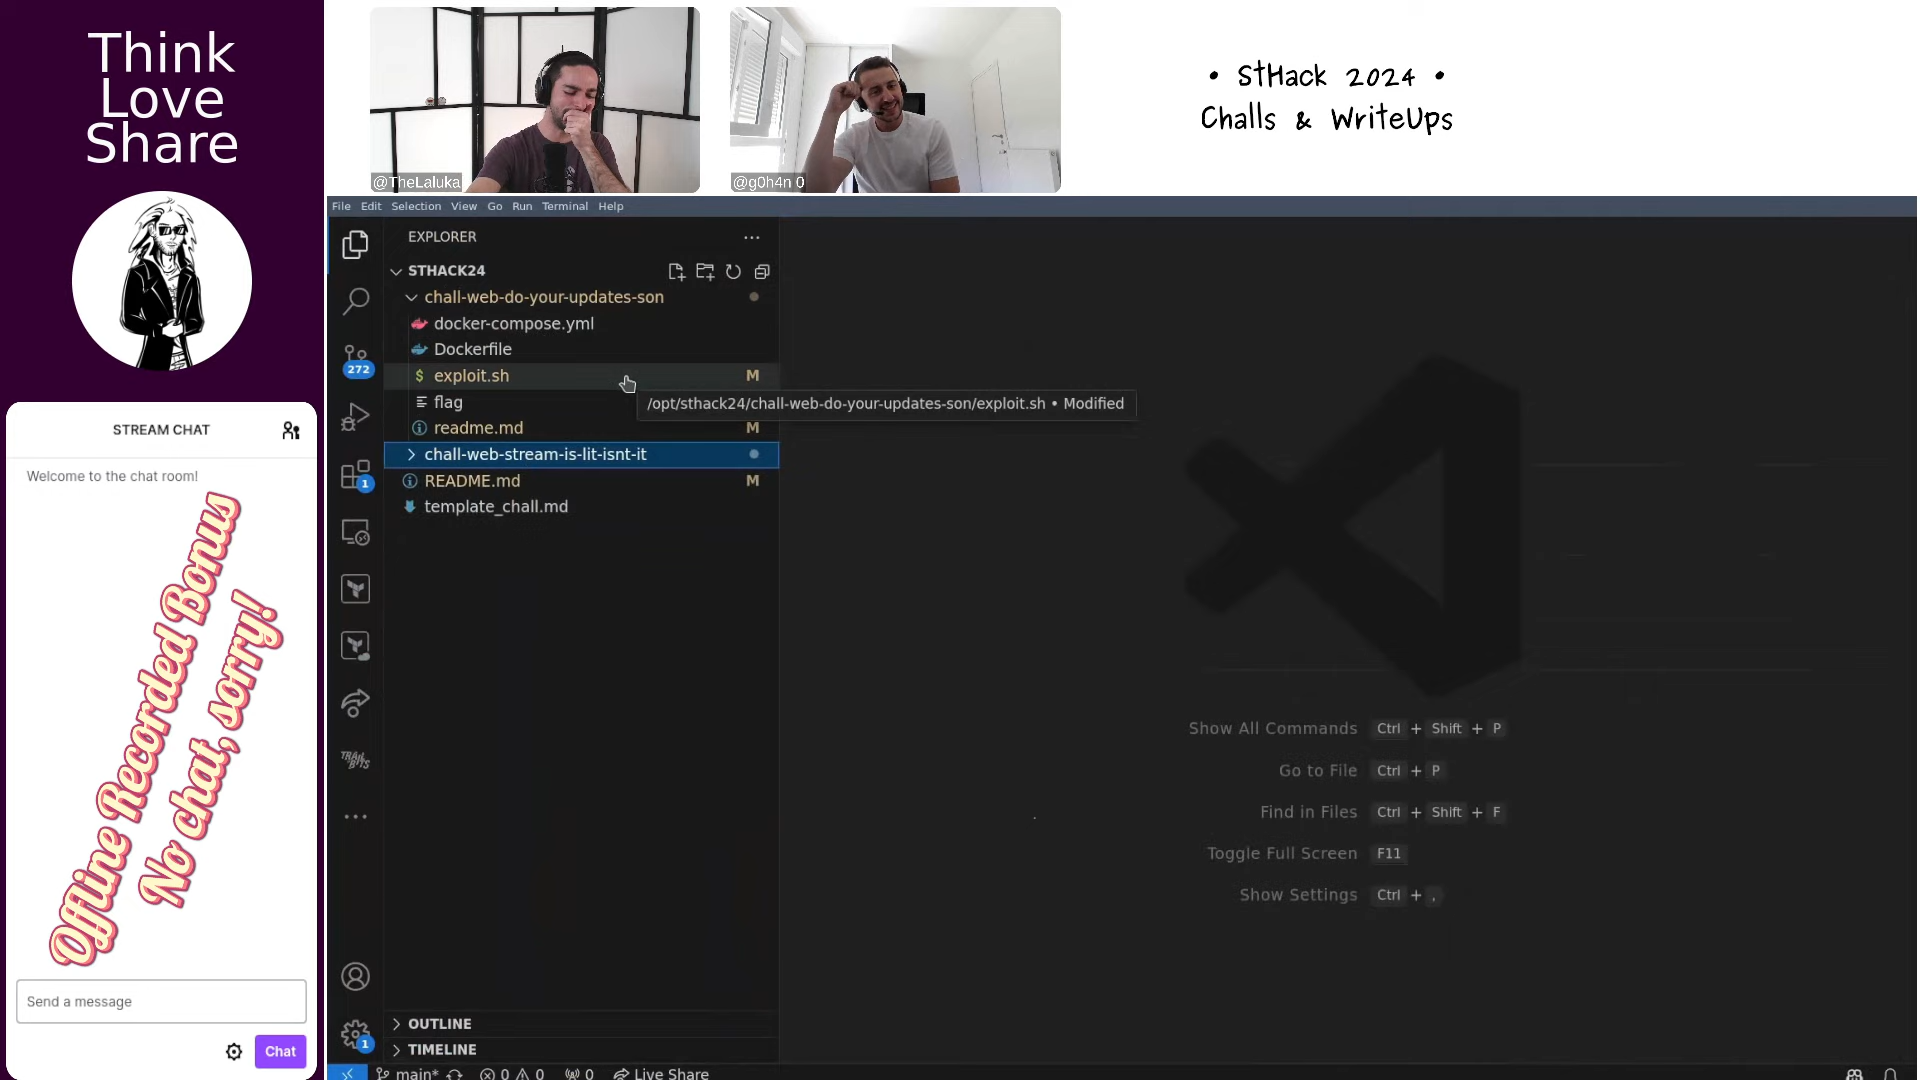 Think
Love
Share
STREAM CHAT
Welcome to the chat room!
Offline Recorded Bonus
No chat, sorry!
Send a message
Chat
@TheLaluka
@g0h4n 0
• StHack 2024 •
Challs & WriteUps
File Edit Selection View Go Run Terminal Help
EXPLORER
STHACK24
chall-web-do-your-updates-son
docker-compose.yml
Dockerfile
$ exploit.sh M
/opt/sthack24/chall-web-do-your-updates-son/exploit.sh • Modified
flag
readme.md M
chall-web-stream-is-lit-isnt-it
README.md M
template_chall.md
272
1
TRAIL BITS
1
Show All Commands Ctrl + Shift + P
Go to File Ctrl + P
Find in Files Ctrl + Shift + F
Toggle Full Screen F11
Show Settings Ctrl + ,
OUTLINE
TIMELINE
main* 0 0 0 Live Share